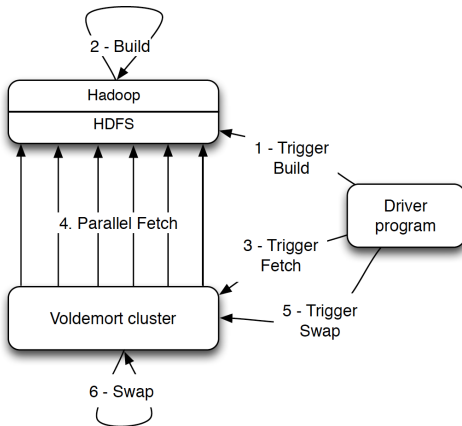 2 - Build
Hadoop
HDFS
1 - Trigger
Build
Driver
program
4. Parallel Fetch
3 - Trigger
Fetch
Voldemort cluster
5 - Trigger
Swap
6 - Swap